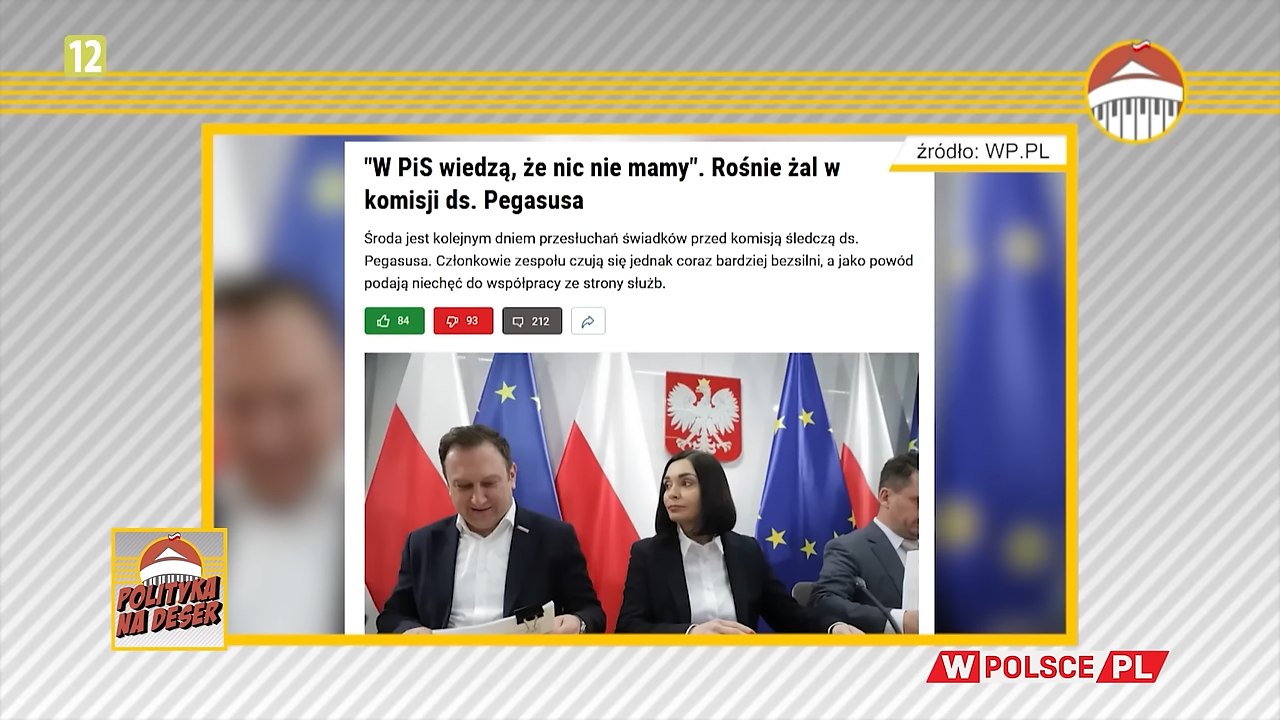 12
źródło: WP.PL
"W PiS wiedzą, że nic nie mamy". Rośnie żal w
komisji ds. Pegasusa
Środa jest kolejnym dniem przesłuchań świadków przed komisją śledczą ds.
Pegasusa. Członkowie zespołu czują się jednak coraz bardziej bezsilni, a jako powód
podają niechęć do współpracy ze strony służb.
84 93 212
POLITYKA
NA DESER
W POLSCE PL